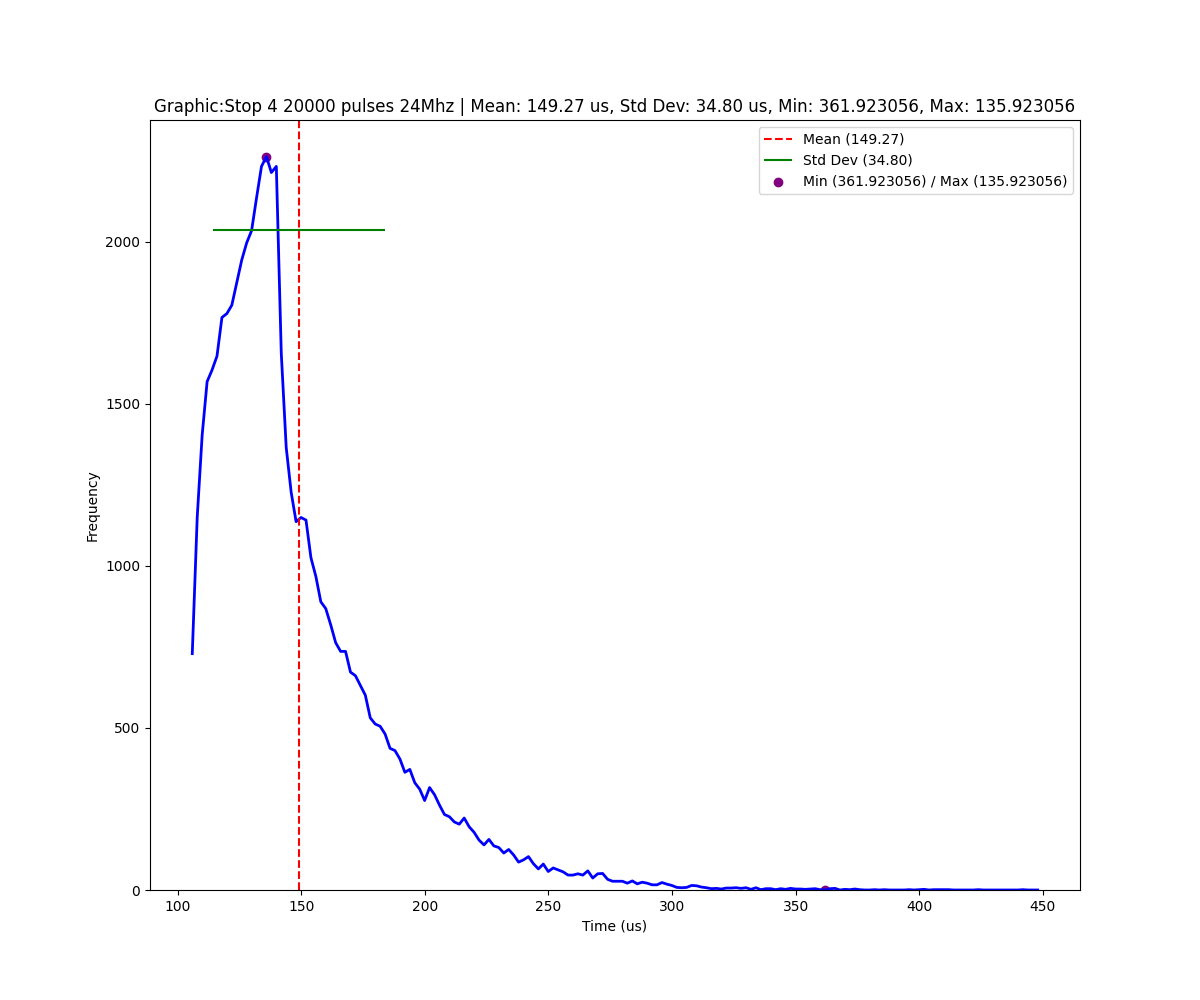 Graphic:Stop 4 20000 pulses 24Mhz | Mean: 149.27 us, Std Dev: 34.80 us, Min: 361.923056, Max: 135.923056
Mean (149.27)
Std Dev (34.80)
Min (361.923056) / Max (135.923056)
2000
1500
1000
500
0
Frequency
100 150 200 250 300 350 400 450
Time (us)